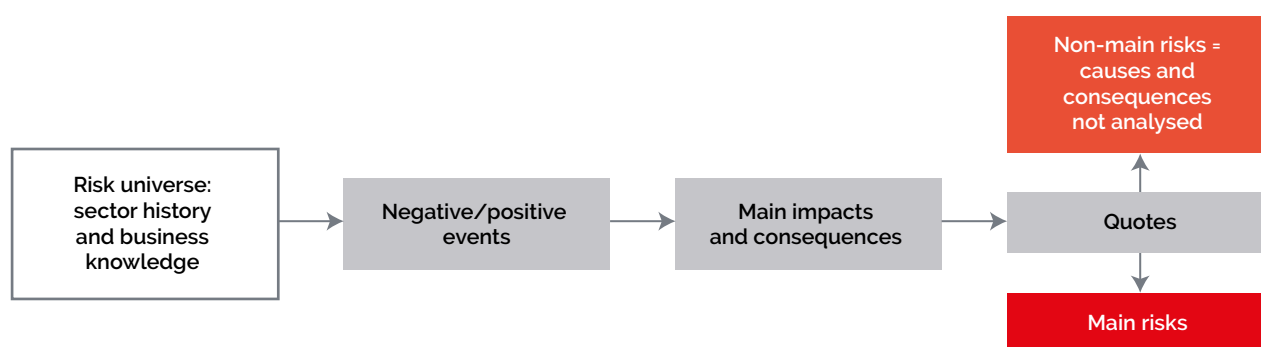 Risk universe:
sector history
and business
knowledge
Negative/positive
events
Main impacts
and consequences
Quotes
Non-main risks =
causes and
consequences
not analysed
Main risks